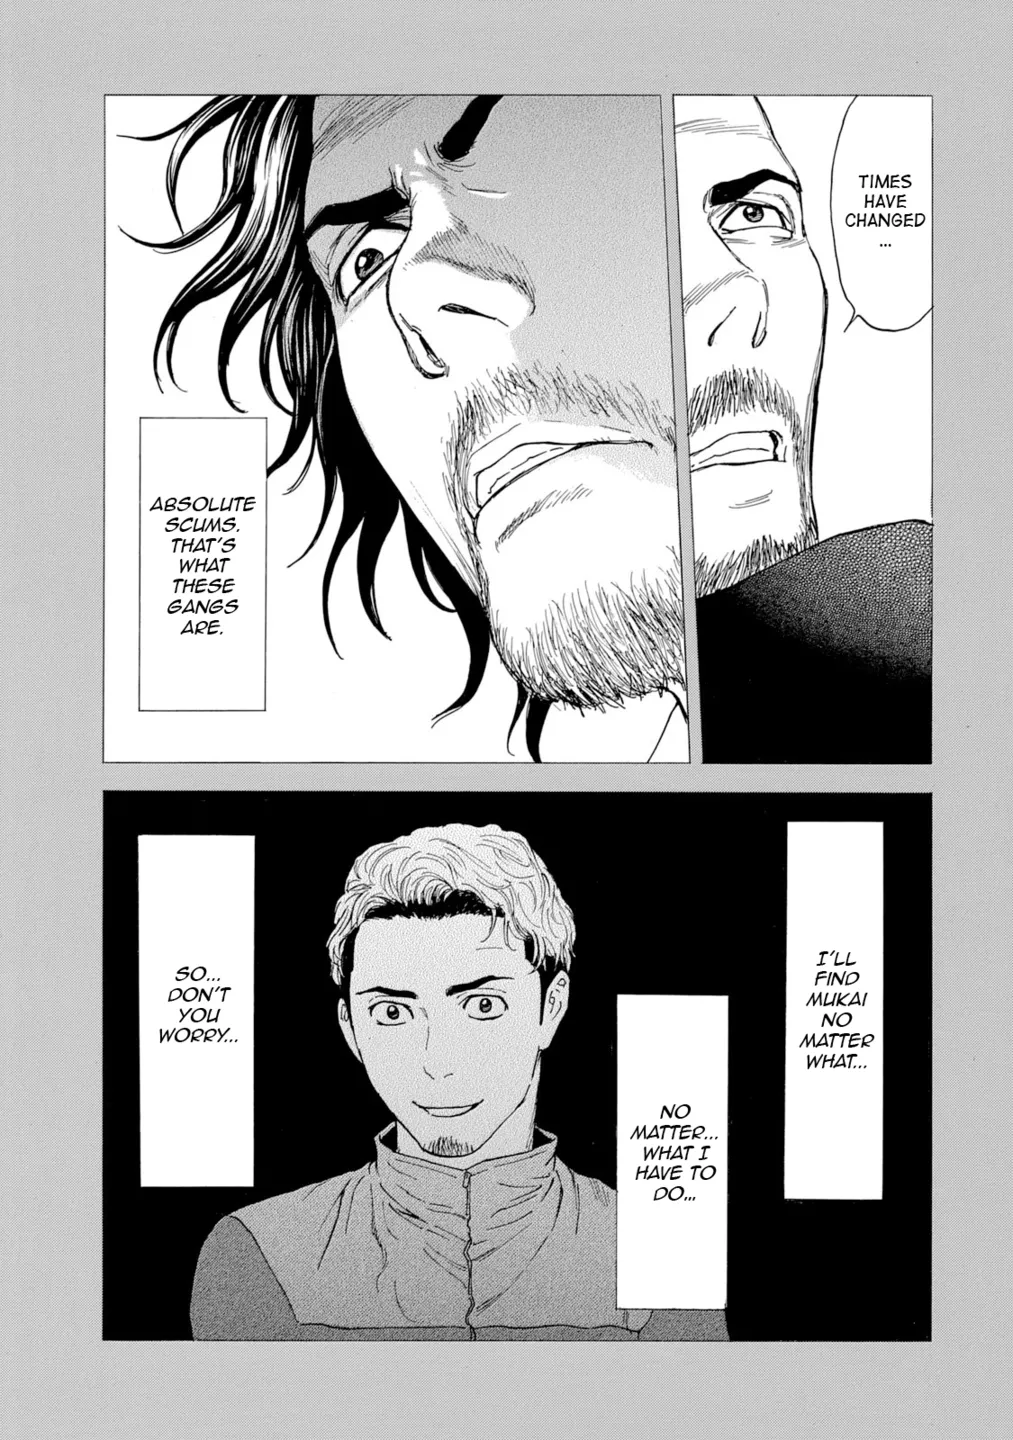 TIMES
HAVE
CHANGED
...
ABSOLUTE
SCUMS.
THAT'S
WHAT
THESE
GANGS
ARE.
I'LL
FIND
MUKAI
NO
MATTER
WHAT...
NO
MATTER...
WHAT I
HAVE TO
DO...
SO...
DON'T
YOU
WORRY...